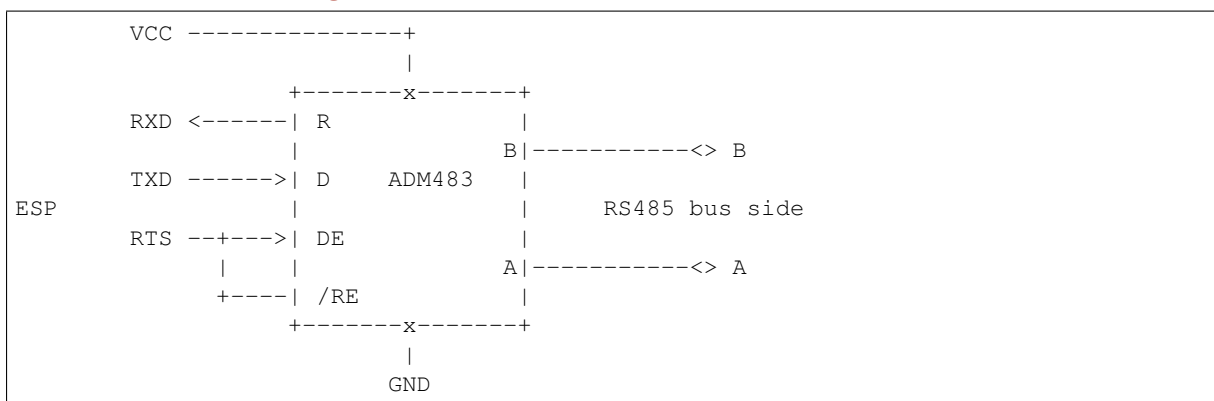 VCC ---------------+
|
+-------x-------+
RXD <------| R |
| B|-----------<> B
TXD ------>| D ADM483 |
ESP | | RS485 bus side
RTS --+--->| DE |
| | A|-----------<> A
+----| /RE |
+-------x-------+
|
GND